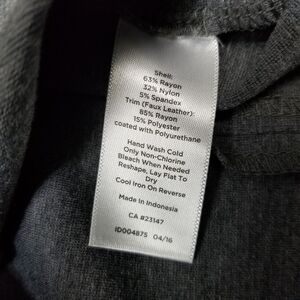 Shell:
63% Rayon
32% Nylon
5% Spandex
Trim (Faux Leather):
85% Rayon
15% Polyester
coated with Polyurethane
Hand Wash Cold
Only Non-Chlorine
Bleach When Needed
Reshape, Lay Flat To
Dry
Cool Iron On Reverse
Made In Indonesia
CA #23147
ID004875 04/16